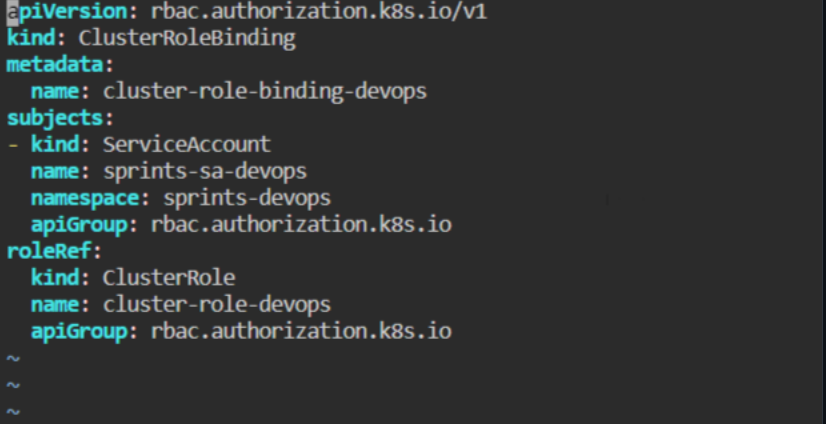 apiVersion: rbac.authorization.k8s.io/v1
kind: ClusterRoleBinding
metadata:
  name: cluster-role-binding-devops
subjects:
- kind: ServiceAccount
  name: sprints-sa-devops
  namespace: sprints-devops
  apiGroup: rbac.authorization.k8s.io
roleRef:
  kind: ClusterRole
  name: cluster-role-devops
  apiGroup: rbac.authorization.k8s.io
~
~
~